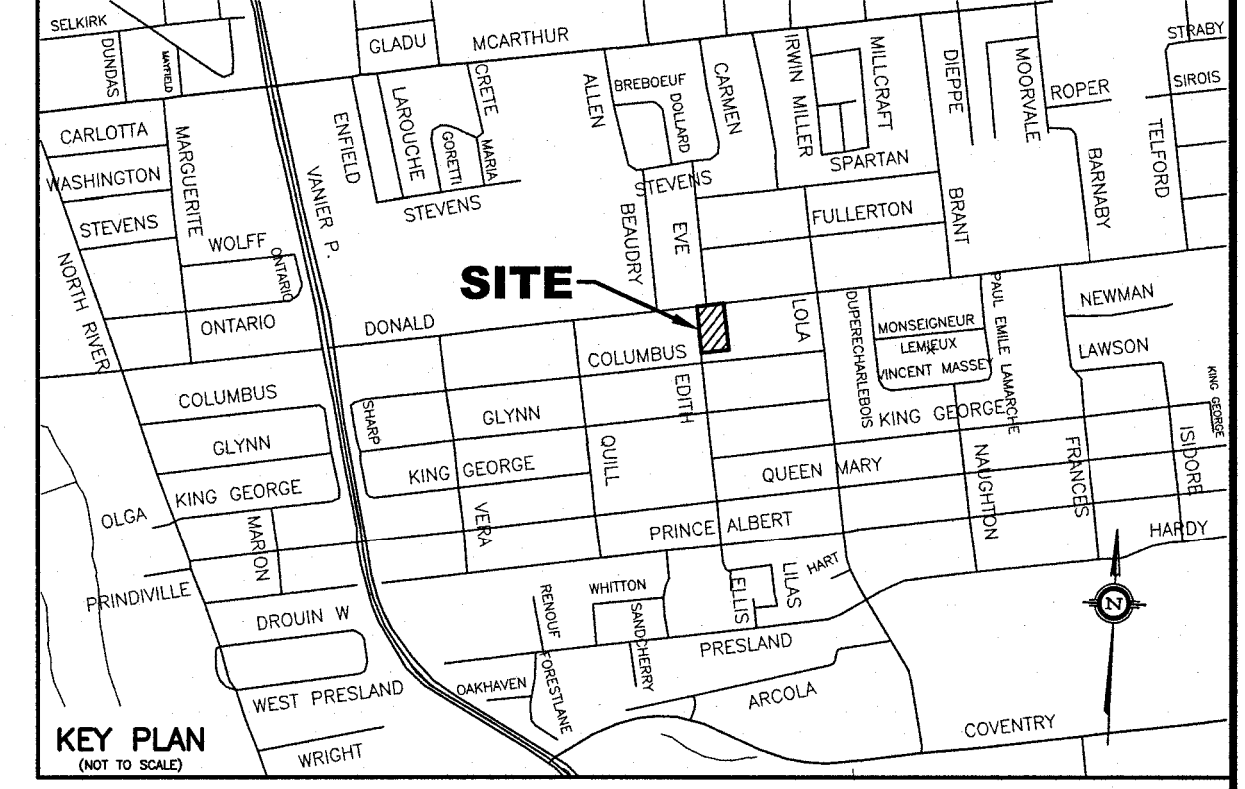 SELKIRK
GLADU
MCARTHUR
STRABY
DUNDAS
MAYFIELD
CRETE
ALLEN
BREBOEUF
DOLLARD
CARMEN
IRWIN MILLER
MILLCRAFT
DIEPPE
MOORVALE
ROPER
SIROIS
CARLOTTA
MARGUERITE
ENFIELD
LAROUCHE
GORETTI
MARIA
SPARTAN
BARNABY
TELFORD
WASHINGTON
VANIER P.
STEVENS
STEVENS
STEVENS
BEAUDRY
EVE
FULLERTON
BRANT
WOLFF
ONTARIO
NORTH RIVER
SITE
ONTARIO
DONALD
COLUMBUS
LOLA
DUPERECHARLEBOIS
MONSEIGNEUR
LEMIEUX
VINCENT MASSEY
PAUL EMILE LAMARCHE
NEWMAN
LAWSON
COLUMBUS
SHARP
GLYNN
EDITH
KING GEORGE
KING GEORGE
GLYNN
KING GEORGE
QUILL
QUEEN MARY
NAUGHTON
FRANCES
ISIDORE
KING GEORGE
OLGA
MARION
VERA
PRINCE ALBERT
HARDY
PRINDIVILLE
WHITTON
ELLIS
LILAS
HART
N
DROUIN W
RENOUF
SANDCHERRY
PRESLAND
WEST PRESLAND
OAKHAVEN
FORESTLANE
ARCOLA
COVENTRY
KEY PLAN
(NOT TO SCALE)
WRIGHT